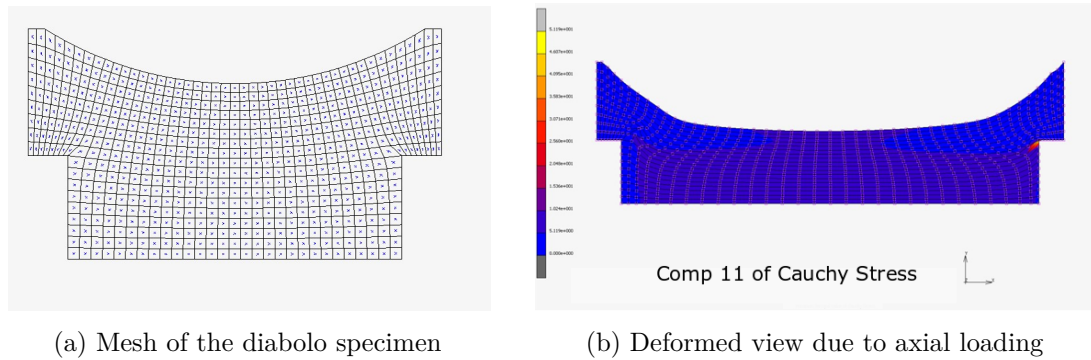 5.119e+001
4.607e+001
4.095e+001
3.583e+001
3.071e+001
2.560e+001
2.048e+001
1.536e+001
1.024e+001
5.119e+000
0.000e+000
Comp 11 of Cauchy Stress
(a) Mesh of the diabolo specimen
(b) Deformed view due to axial loading